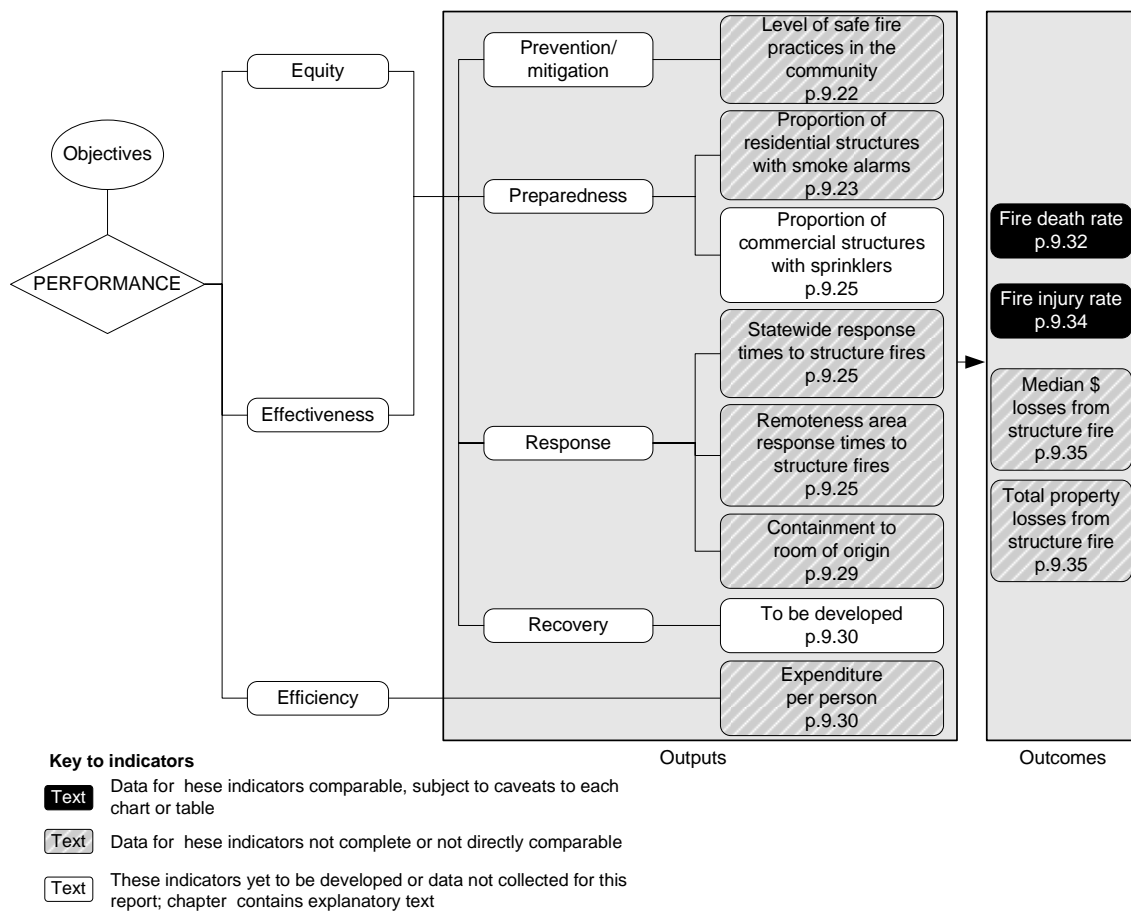 Objectives
PERFORMANCE
Equity
Effectiveness
Efficiency
Prevention/
mitigation
Preparedness
Response
Recovery
Level of safe fire
practices in the
community
p.9.22
Proportion of
residential structures
with smoke alarms
p.9.23
Proportion of
commercial structures
with sprinklers
p.9.25
Statewide response
times to structure fires
p.9.25
Remoteness area
response times to
structure fires
p.9.25
Containment to
room of origin
p.9.29
To be developed
p.9.30
Expenditure
per person
p.9.30
Outputs
Fire death rate
p.9.32
Fire injury rate
p.9.34
Median $
losses from
structure fire
p.9.35
Total property
losses from
structure fire
p.9.35
Outcomes
Key to indicators
Text
Data for  hese indicators comparable, subject to caveats to each
chart or table
Text
Data for  hese indicators not complete or not directly comparable
Text
These indicators yet to be developed or data not collected for this
report; chapter  contains explanatory text